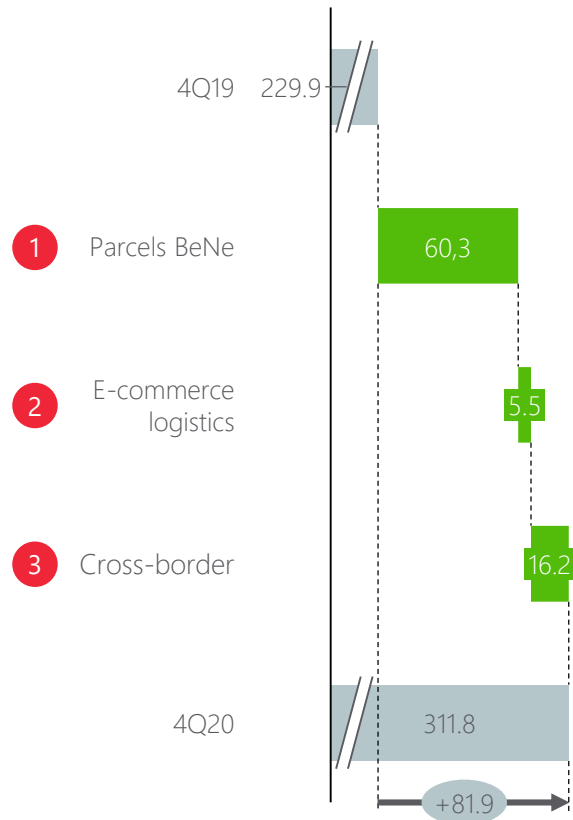 4Q19 229.9
1 Parcels BeNe 60,3
2 E-commerce
logistics 5.5
3 Cross-border 16.2
4Q20 311.8
+81.9